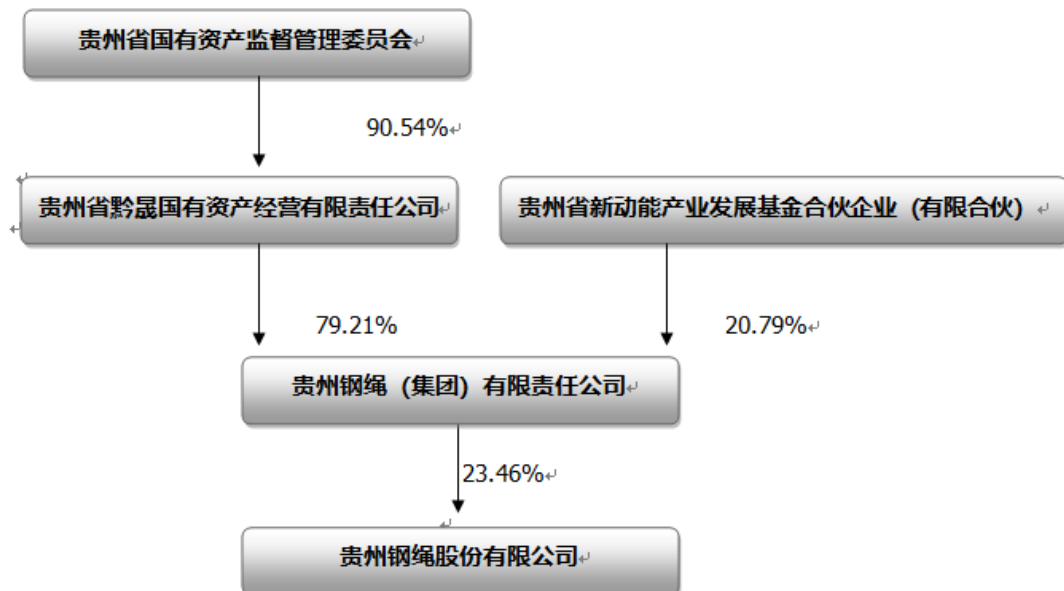 贵州省国有资产监督管理委员会
90.54%
贵州省黔晟国有资产经营有限责任公司
贵州省新动能产业发展基金合伙企业（有限合伙）
79.21%
20.79%
贵州钢绳（集团）有限责任公司
23.46%
贵州钢绳股份有限公司